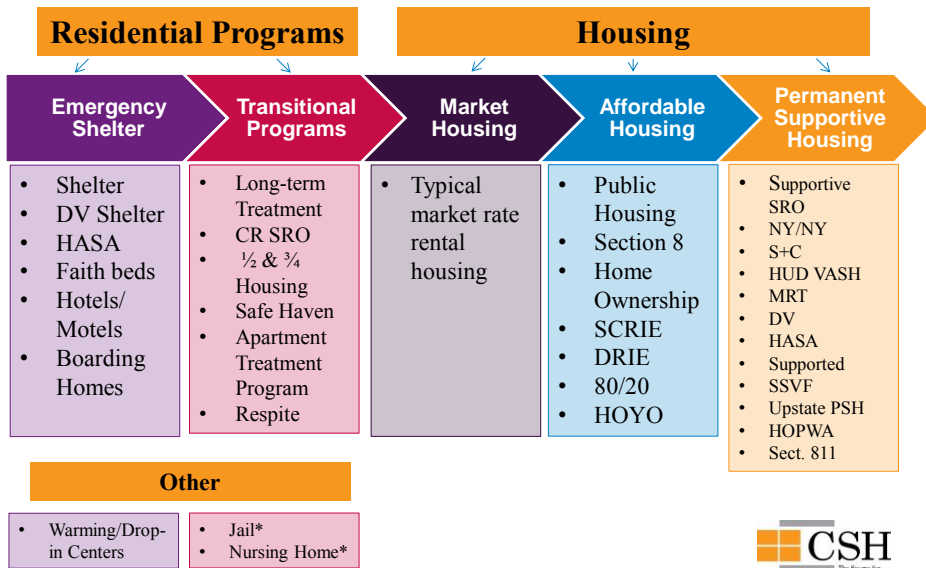 Residential Programs
Housing
Emergency
Shelter
Transitional
Programs
Market
Housing
Affordable
Housing
Permanent
Supportive
Housing
• Shelter
• DV Shelter
• HASA
• Faith beds
• Hotels/
Motels
• Boarding
Homes
• Long-term
Treatment
• CR SRO
• ½ & ¾
Housing
• Safe Haven
• Apartment
Treatment
Program
• Respite
• Typical
market rate
rental
housing
• Public
Housing
• Section 8
• Home
Ownership
• SCRIE
• DRIE
• 80/20
• HOYO
• Supportive
SRO
• NY/NY
• S+C
• HUD VASH
• MRT
• DV
• HASA
• Supported
• SSVF
• Upstate PSH
• HOPWA
• Sect. 811
Other
• Warming/Drop-
in Centers
• Jail*
• Nursing Home*
CSH